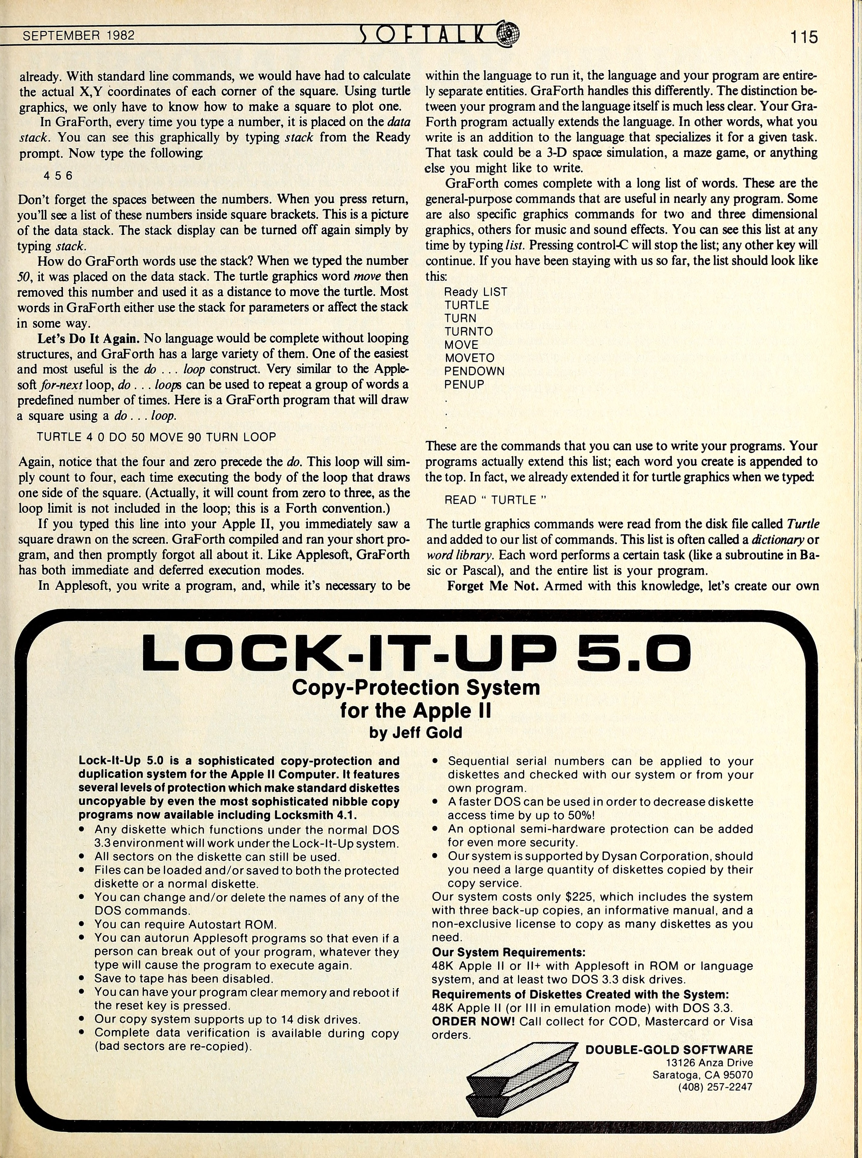 SEPTEMBER 1982
SOFTALK
115
already. With standard line commands, we would have had to calculate
the actual X,Y coordinates of each corner of the square. Using turtle
graphics, we only have to know how to make a square to plot one.
In GraForth, every time you type a number, it is placed on the data
stack. You can see this graphically by typing stack from the Ready
prompt. Now type the following:
4 5 6
Don't forget the spaces between the numbers. When you press return,
you'll see a list of these numbers inside square brackets. This is a picture
of the data stack. The stack display can be turned off again simply by
typing stack.
How do GraForth words use the stack? When we typed the number
50, it was placed on the data stack. The turtle graphics word move then
removed this number and used it as a distance to move the turtle. Most
words in GraForth either use the stack for parameters or affect the stack
in some way.
Let's Do It Again. No language would be complete without looping
structures, and GraForth has a large variety of them. One of the easiest
and most useful is the do . . . loop construct. Very similar to the Apple-
soft for-next loop, do . . . loops can be used to repeat a group of words a
predefined number of times. Here is a GraForth program that will draw
a square using a do . . . loop.
TURTLE 4 0 DO 50 MOVE 90 TURN LOOP
Again, notice that the four and zero precede the do. This loop will sim-
ply count to four, each time executing the body of the loop that draws
one side of the square. (Actually, it will count from zero to three, as the
loop limit is not included in the loop; this is a Forth convention.)
If you typed this line into your Apple II, you immediately saw a
square drawn on the screen. GraForth compiled and ran your short pro-
gram, and then promptly forgot all about it. Like Applesoft, GraForth
has both immediate and deferred execution modes.
In Applesoft, you write a program, and, while it's necessary to be
within the language to run it, the language and your program are entire-
ly separate entities. GraForth handles this differently. The distinction be-
tween your program and the language itself is much less clear. Your Gra-
Forth program actually extends the language. In other words, what you
write is an addition to the language that specializes it for a given task.
That task could be a 3-D space simulation, a maze game, or anything
else you might like to write.
GraForth comes complete with a long list of words. These are the
general-purpose commands that are useful in nearly any program. Some
are also specific graphics commands for two and three dimensional
graphics, others for music and sound effects. You can see this list at any
time by typing list. Pressing control-C will stop the list; any other key will
continue. If you have been staying with us so far, the list should look like
this:
Ready LIST
TURTLE
TURN
TURNTO
MOVE
MOVETO
PENDOWN
PENUP
.
.
.
These are the commands that you can use to write your programs. Your
programs actually extend this list; each word you create is appended to
the top. In fact, we already extended it for turtle graphics when we typed:
READ " TURTLE "
The turtle graphics commands were read from the disk file called Turtle
and added to our list of commands. This list is often called a dictionary or
word library. Each word performs a certain task (like a subroutine in Ba-
sic or Pascal), and the entire list is your program.
Forget Me Not. Armed with this knowledge, let's create our own
LOCK-IT-UP 5.0
Copy-Protection System
for the Apple II
by Jeff Gold
Lock-It-Up 5.0 is a sophisticated copy-protection and
duplication system for the Apple II Computer. It features
several levels of protection which make standard diskettes
uncopyable by even the most sophisticated nibble copy
programs now available including Locksmith 4.1.
• Any diskette which functions under the normal DOS
3.3 environment will work under the Lock-It-Up system.
• All sectors on the diskette can still be used.
• Files can be loaded and/or saved to both the protected
diskette or a normal diskette.
• You can change and/or delete the names of any of the
DOS commands.
• You can require Autostart ROM.
• You can autorun Applesoft programs so that even if a
person can break out of your program, whatever they
type will cause the program to execute again.
• Save to tape has been disabled.
• You can have your program clear memory and reboot if
the reset key is pressed.
• Our copy system supports up to 14 disk drives.
• Complete data verification is available during copy
(bad sectors are re-copied).
• Sequential serial numbers can be applied to your
diskettes and checked with our system or from your
own program.
• A faster DOS can be used in order to decrease diskette
access time by up to 50%!
• An optional semi-hardware protection can be added
for even more security.
• Our system is supported by Dysan Corporation, should
you need a large quantity of diskettes copied by their
copy service.
Our system costs only $225, which includes the system
with three back-up copies, an informative manual, and a
non-exclusive license to copy as many diskettes as you
need.
Our System Requirements:
48K Apple II or II+ with Applesoft in ROM or language
system, and at least two DOS 3.3 disk drives.
Requirements of Diskettes Created with the System:
48K Apple II (or III in emulation mode) with DOS 3.3.
ORDER NOW! Call collect for COD, Mastercard or Visa
orders.
DOUBLE-GOLD SOFTWARE
13126 Anza Drive
Saratoga, CA 95070
(408) 257-2247